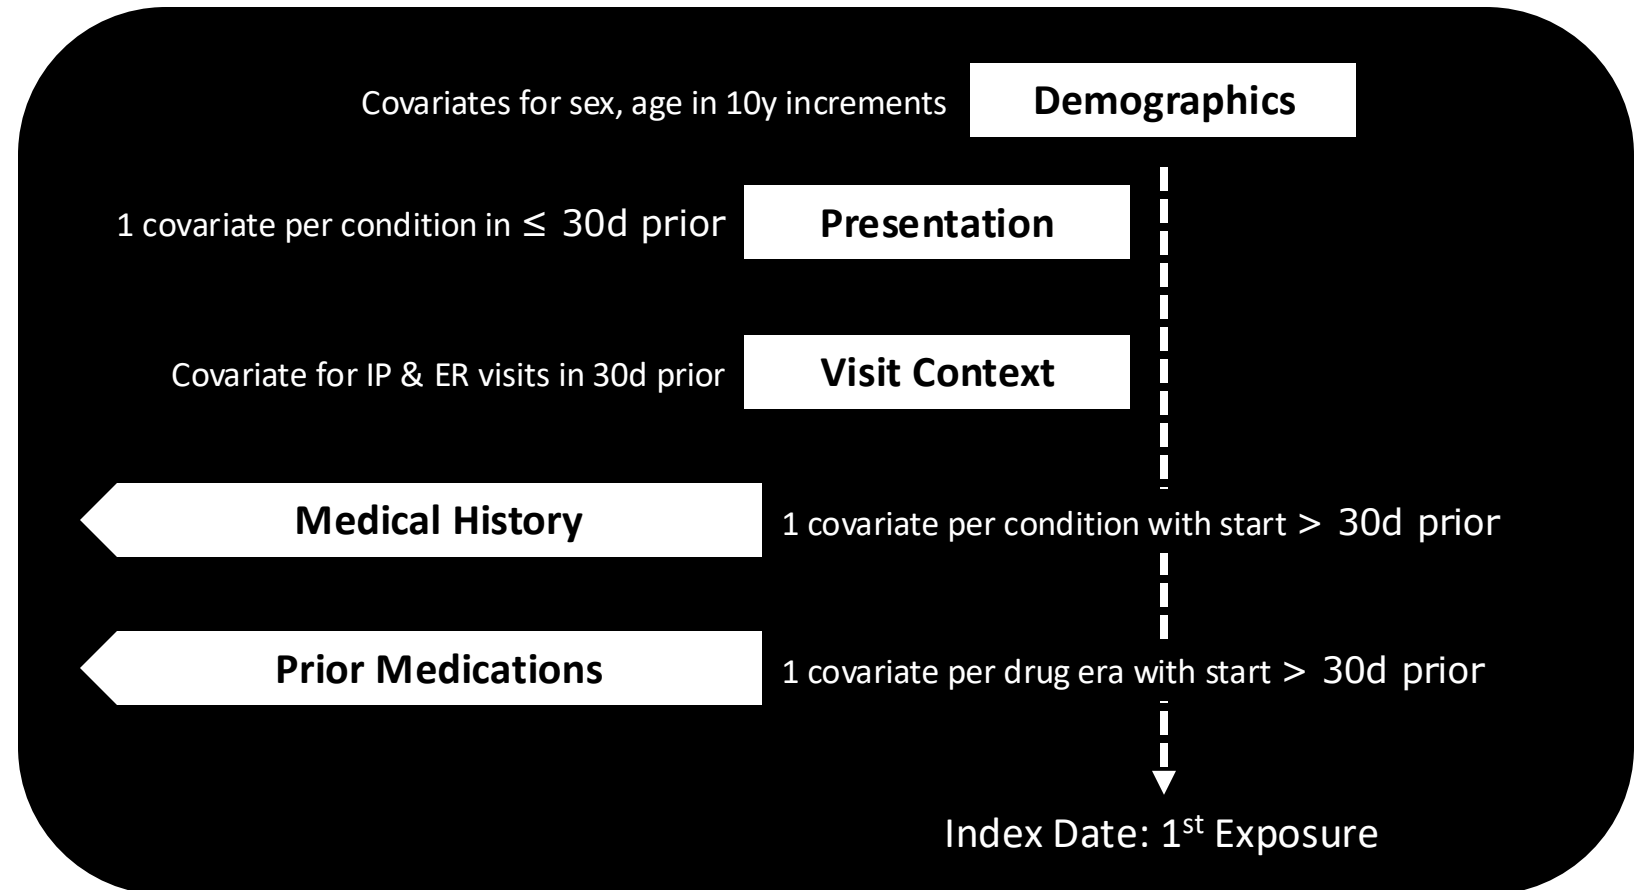 Covariates for sex, age in 10y increments Demographics
1 covariate per condition in ≤ 30d prior Presentation
Covariate for IP & ER visits in 30d prior Visit Context
Medical History 1 covariate per condition with start > 30d prior
Prior Medications 1 covariate per drug era with start > 30d prior
Index Date: 1st Exposure